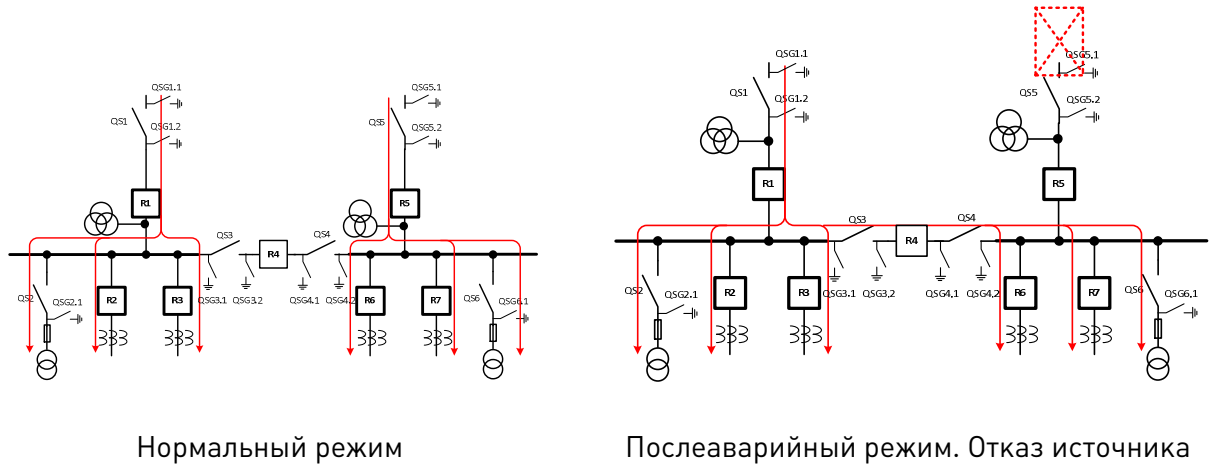 QSG1.1
QS1
QSG1.2
R1
QSG5.1
QS5
QSG5.2
R5
QS3
R4
QS4
QS2
QSG2.1
R2
R3
QSG3.1
QSG3.2
QSG4.1
QSG4.2
R6
R7
QS6
QSG6.1
Нормальный режим
QSG1.1
QS1
QSG1.2
R1
QSG5.1
QS5
QSG5.2
R5
QS3
R4
QS4
QS2
QSG2.1
R2
R3
QSG3.1
QSG3.2
QSG4.1
QSG4.2
R6
R7
QS6
QSG6.1
Послеаварийный режим. Отказ источника